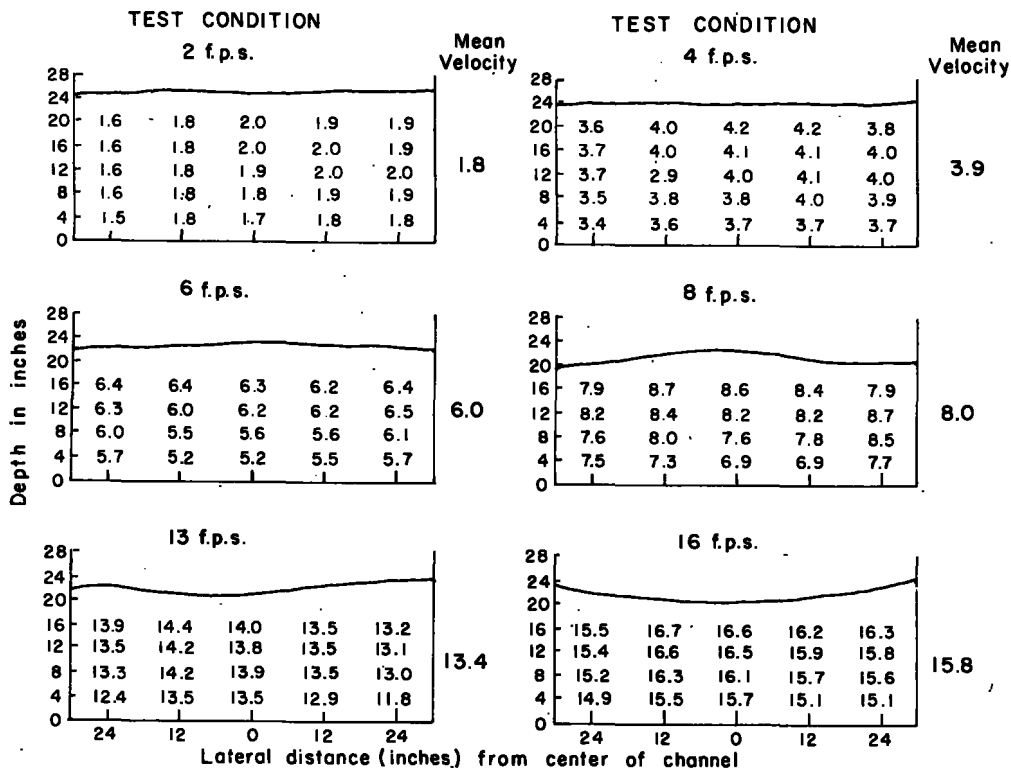 TEST CONDITION
2 f.p.s.
Mean Velocity
28
24
20 1.6 1.8 2.0 1.9 1.9
16 1.6 1.8 2.0 2.0 1.9
12 1.6 1.8 1.9 2.0 2.0
8 1.6 1.8 1.8 1.9 1.9
4 1.5 1.8 1.7 1.8 1.8
0
1.8
TEST CONDITION
4 f.p.s.
Mean Velocity
28
24
20 3.6 4.0 4.2 4.2 3.8
16 3.7 4.0 4.1 4.1 4.0
12 3.7 2.9 4.0 4.1 4.0
8 3.5 3.8 3.8 4.0 3.9
4 3.4 3.6 3.7 3.7 3.7
0
3.9
6 f.p.s.
28
24
20
16 6.4 6.4 6.3 6.2 6.4
12 6.3 6.0 6.2 6.2 6.5
8 6.0 5.5 5.6 5.6 6.1
4 5.7 5.2 5.2 5.5 5.7
0
6.0
8 f.p.s.
28
24
20
16 7.9 8.7 8.6 8.4 7.9
12 8.2 8.4 8.2 8.2 8.7
8 7.6 8.0 7.6 7.8 8.5
4 7.5 7.3 6.9 6.9 7.7
0
8.0
Depth in inches
13 f.p.s.
28
24
20
16 13.9 14.4 14.0 13.5 13.2
12 13.5 14.2 13.8 13.5 13.1
8 13.3 14.2 13.9 13.5 13.0
4 12.4 13.5 13.5 12.9 11.8
0
24 12 0 12 24
13.4
16 f.p.s.
28
24
20
16 15.5 16.7 16.6 16.2 16.3
12 15.4 16.6 16.5 15.9 15.8
8 15.2 16.3 16.1 15.7 15.6
4 14.9 15.5 15.7 15.1 15.1
0
24 12 0 12 24
15.8
Lateral distance (inches) from center of channel